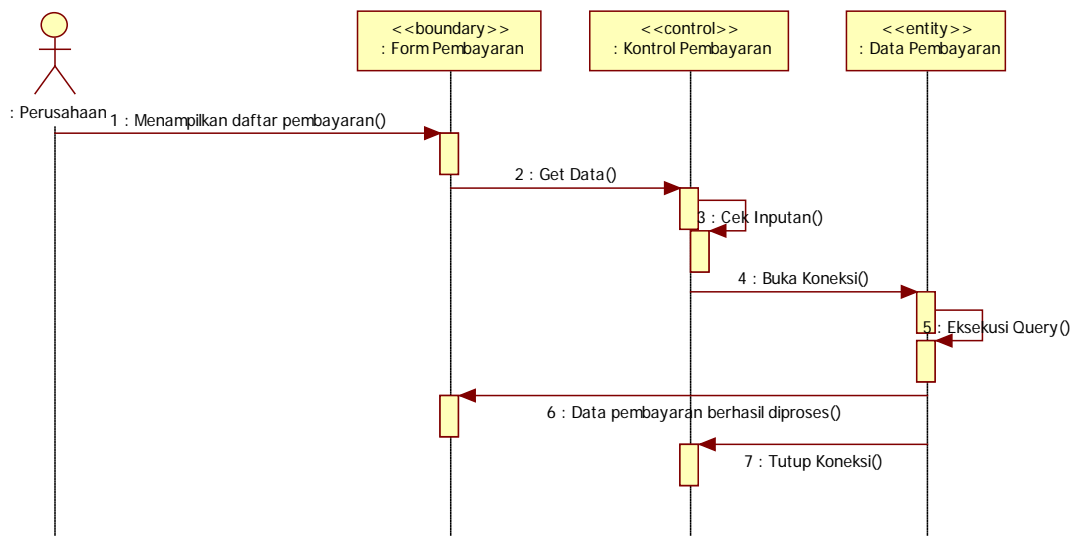 <<boundary>>
: Form Pembayaran
<<control>>
: Kontrol Pembayaran
<<entity>>
: Data Pembayaran
: Perusahaan
1 : Menampilkan daftar pembayaran()
2 : Get Data()
3 : Cek Inputan()
4 : Buka Koneksi()
5 : Eksekusi Query()
6 : Data pembayaran berhasil diproses()
7 : Tutup Koneksi()